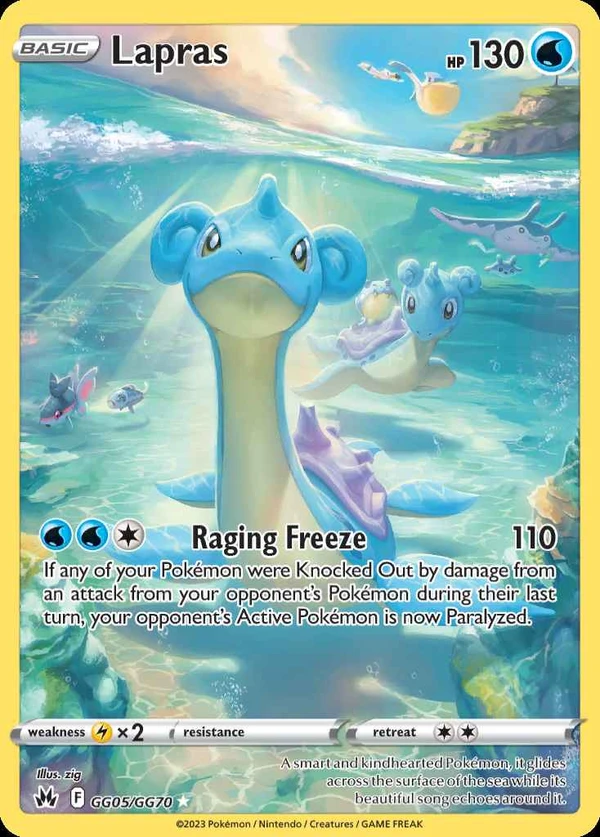 BASIC Lapras HP 130
Raging Freeze 110
If any of your Pokémon were Knocked Out by damage from
an attack from your opponent's Pokémon during their last
turn, your opponent's Active Pokémon is now Paralyzed.
weakness ×2 resistance retreat
A smart and kindhearted Pokémon, it glides
across the surface of the sea while its
beautiful song echoes around it.
Illus. zig
F GG05/GG70
©2023 Pokémon / Nintendo / Creatures / GAME FREAK